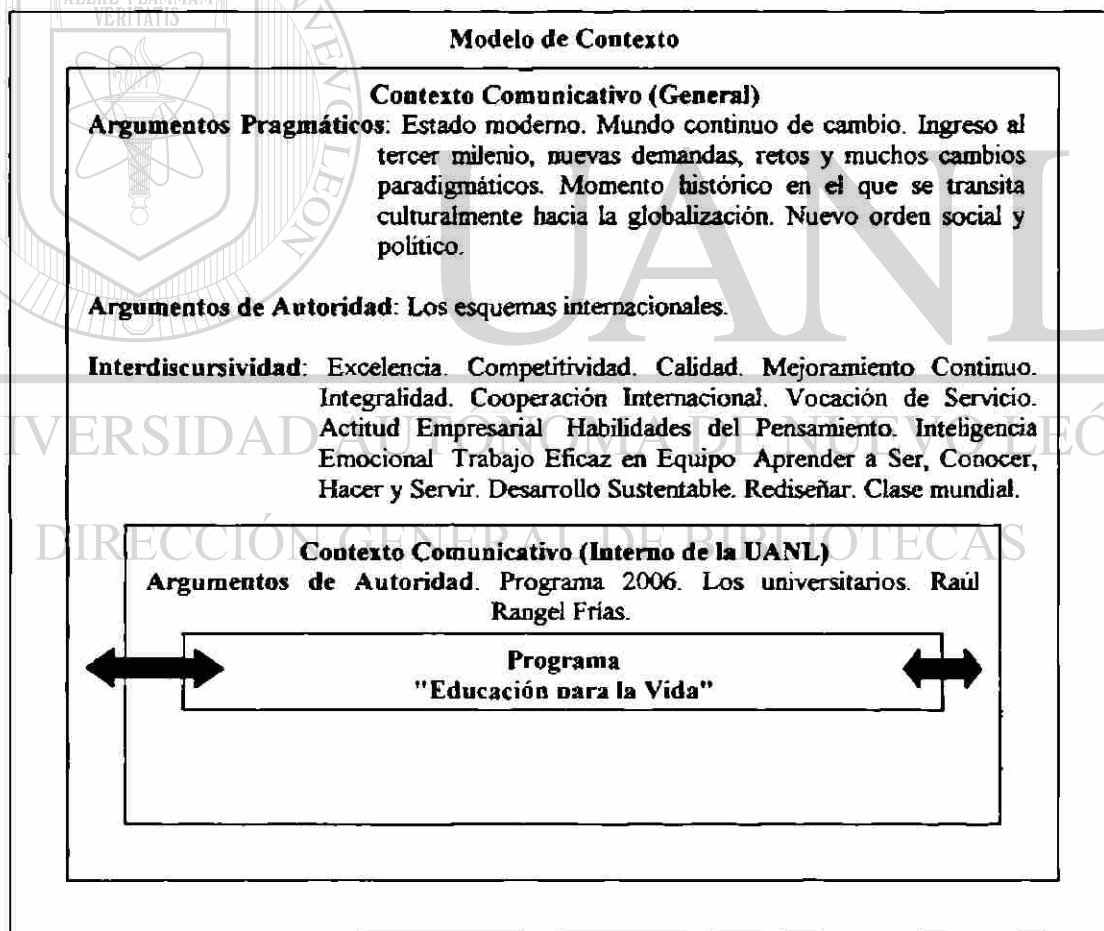 ALERE FLAMMAM
VERITATIS
Modelo de Contexto
Contexto Comunicativo (General)
Argumentos Pragmáticos: Estado moderno. Mundo continuo de cambio. Ingreso al
tercer milenio, nuevas demandas, retos y muchos cambios
paradigmáticos. Momento histórico en el que se transita
culturalmente hacia la globalización. Nuevo orden social y
político.
UANL
Argumentos de Autoridad: Los esquemas internacionales.
Interdiscursividad: Excelencia. Competitividad. Calidad. Mejoramiento Continuo.
Integralidad. Cooperación Internacional. Vocación de Servicio.
Actitud Empresarial Habilidades del Pensamiento. Inteligencia
Emocional Trabajo Eficaz en Equipo Aprender a Ser, Conocer,
Hacer y Servir. Desarrollo Sustentable. Rediseñar. Clase mundial.
IVERSIDAD AUTÓNOMA DE NUEVO LEÓ
DIRECCIÓN GENERAL DE BIBLIOTECAS
Contexto Comunicativo (Interno de la UANL)
Argumentos de Autoridad. Programa 2006. Los universitarios. Raúl
Rangel Frías.
Programa
"Educación para la Vida"